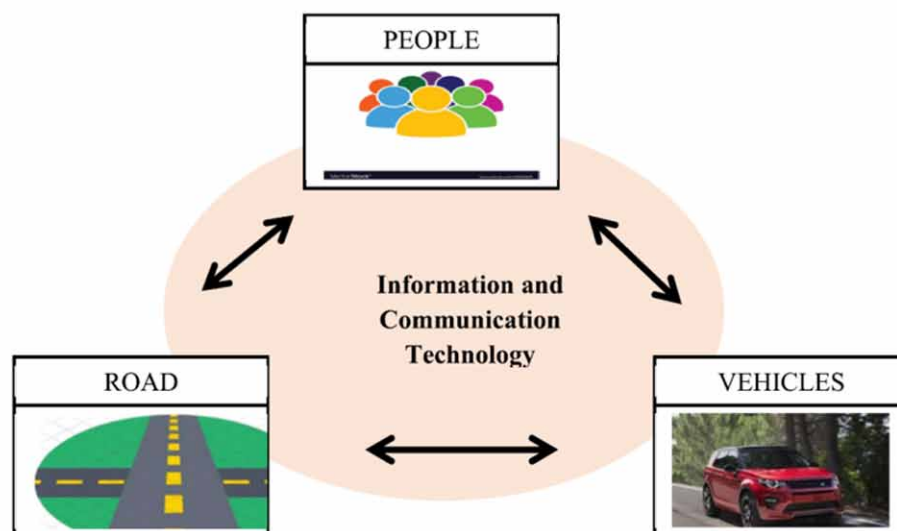 PEOPLE
Information and
Communication
Technology
ROAD
VEHICLES